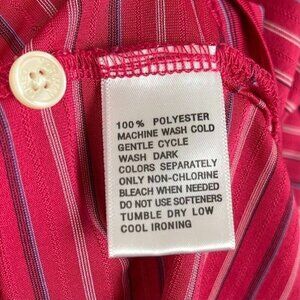 100% POLYESTER
MACHINE WASH COLD
GENTLE CYCLE
WASH DARK
COLORS SEPARATELY
ONLY NON-CHLORINE
BLEACH WHEN NEEDED
DO NOT USE SOFTENERS
TUMBLE DRY LOW
COOL IRONING